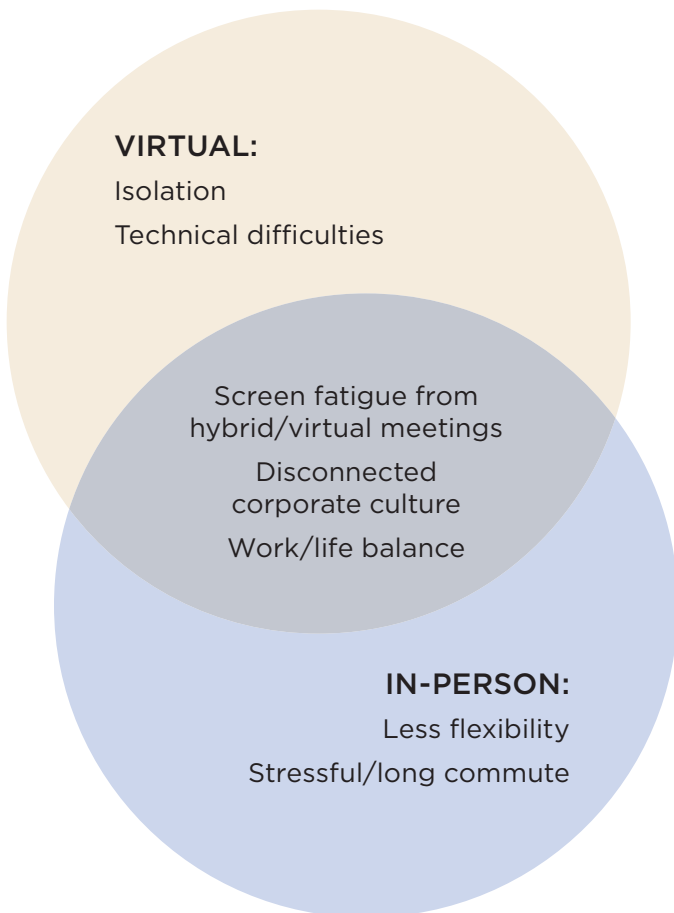 VIRTUAL:
Isolation
Technical difficulties
Screen fatigue from
hybrid/virtual meetings
Disconnected
corporate culture
Work/life balance
IN-PERSON:
Less flexibility
Stressful/long commute